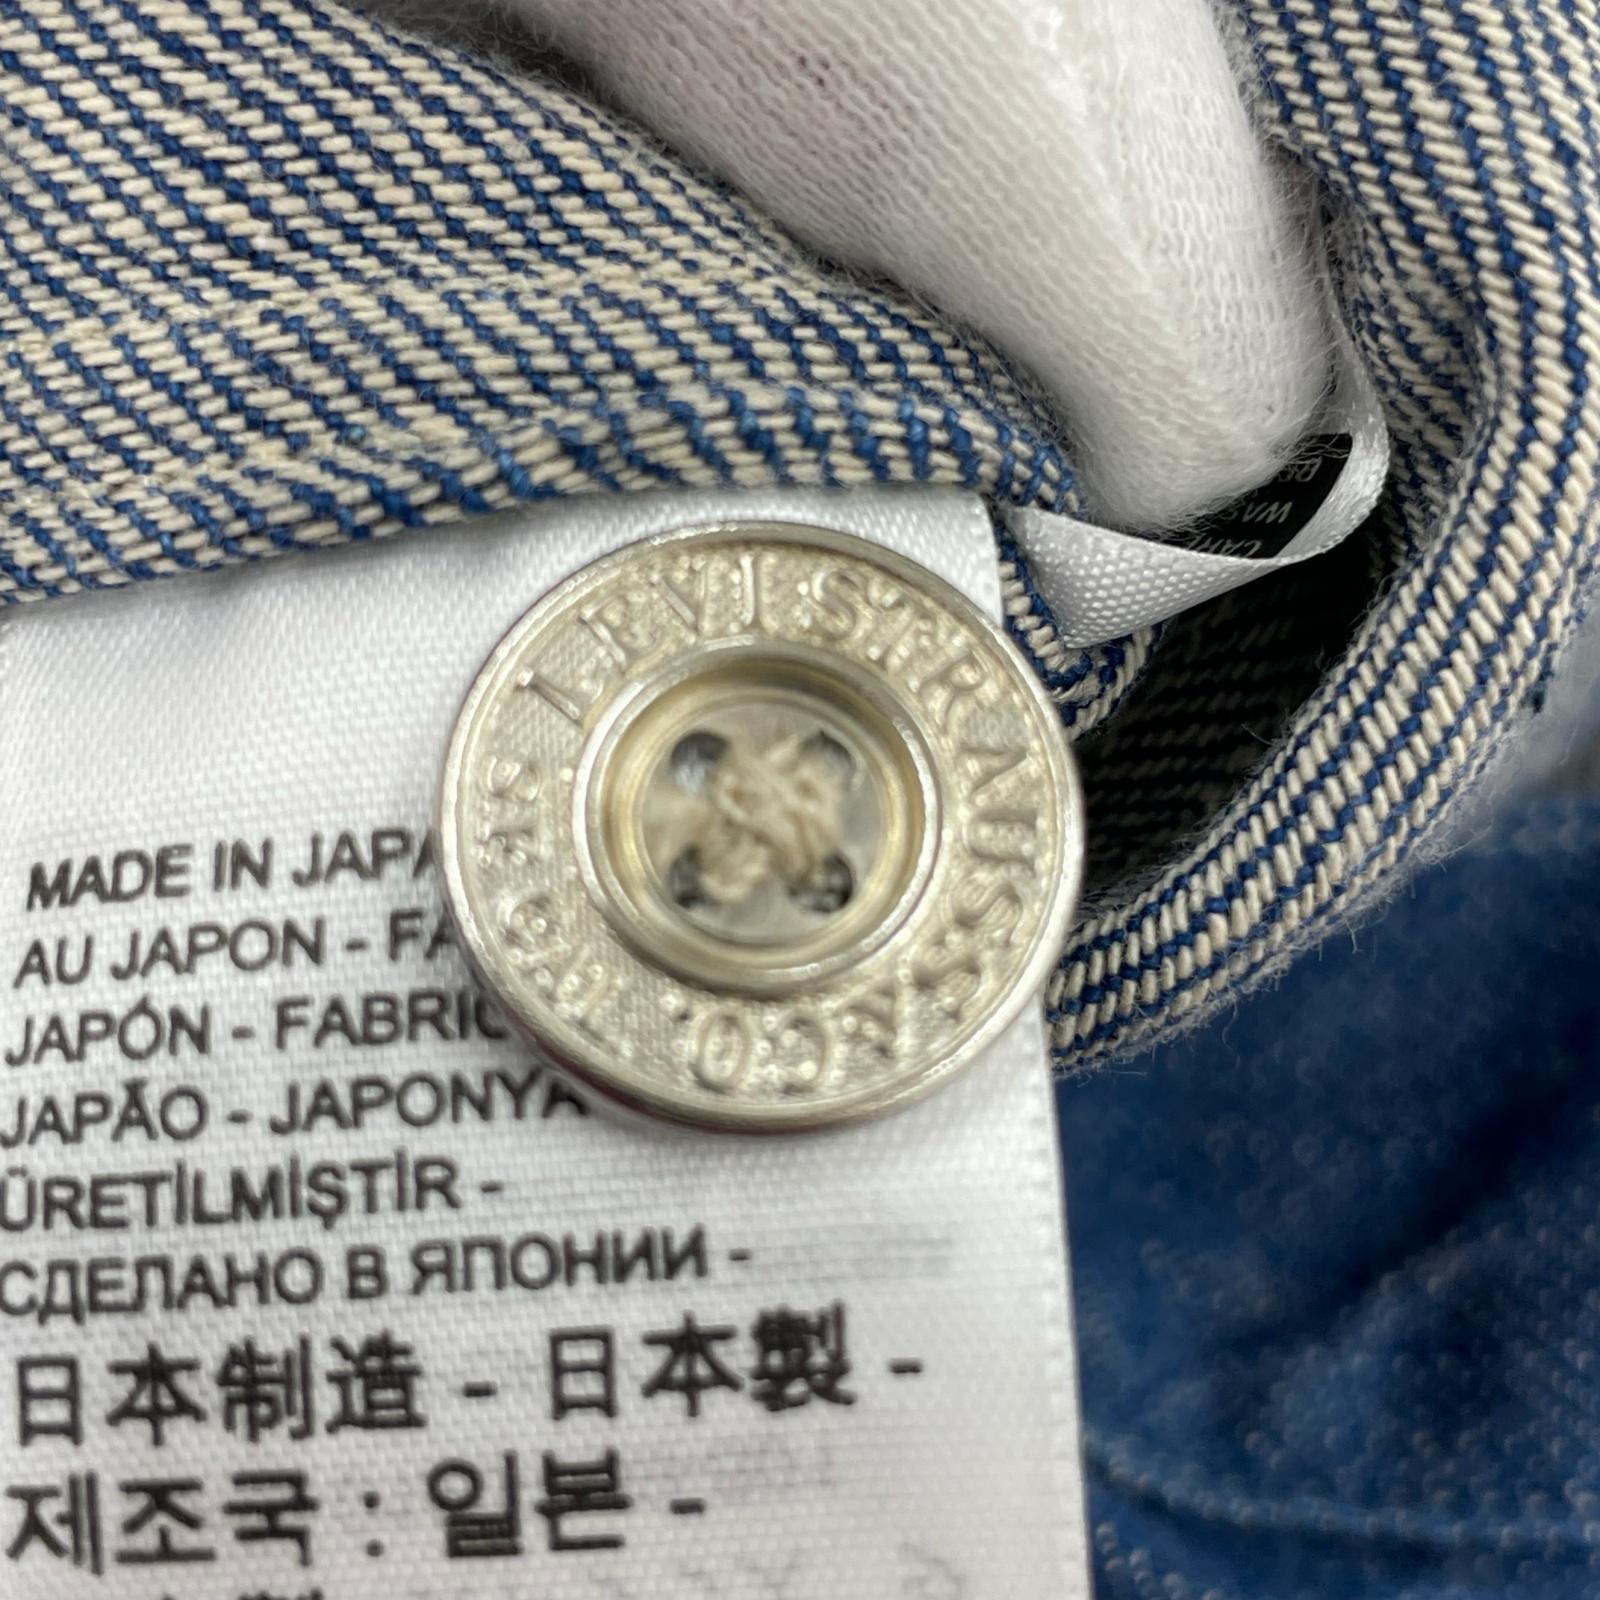 LEVI STRAUSS & CO. S.F. CAL.
MADE IN JAPA
AU JAPON - FA
JAPÓN - FABRIC
JAPÃO - JAPONYA
ÜRETİLMİŞTİR -
СДЕЛАНО В ЯПОНИИ -
日本制造 - 日本製 -
제조국 : 일본 -